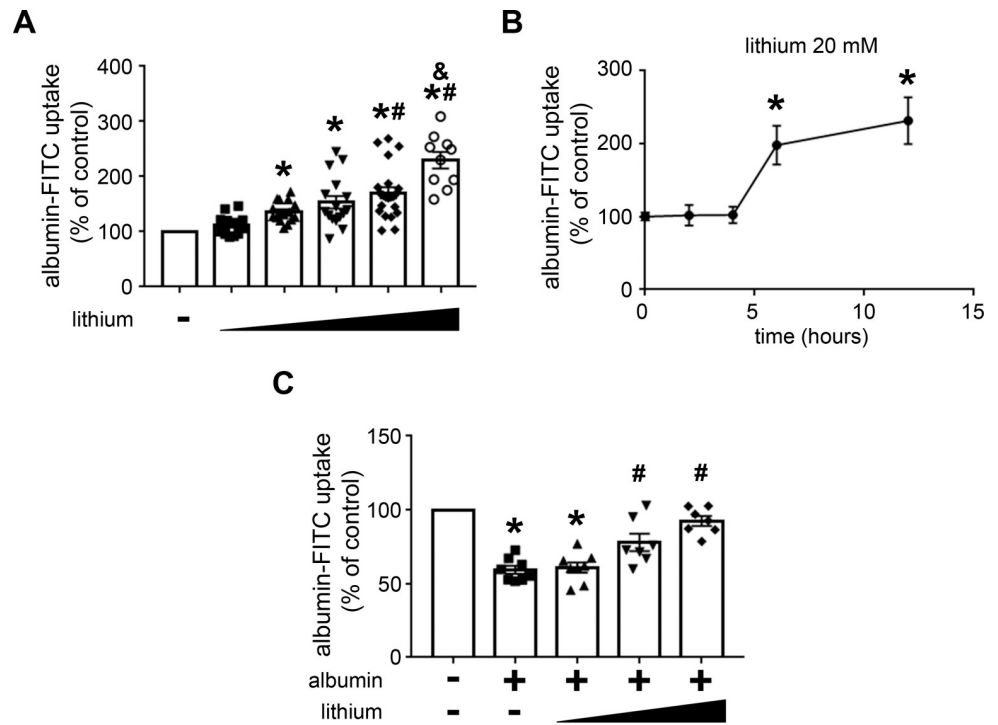 A
albumin-FITC uptake
(% of control)
400
300
200
100
0
*
*
*#
&
*#
lithium
-
B
lithium 20 mM
albumin-FITC uptake
(% of control)
300
200
100
0
*
*
0
5
10
15
time (hours)
C
albumin-FITC uptake
(% of control)
150
100
50
0
*
*
#
#
albumin - + + + +
lithium - -